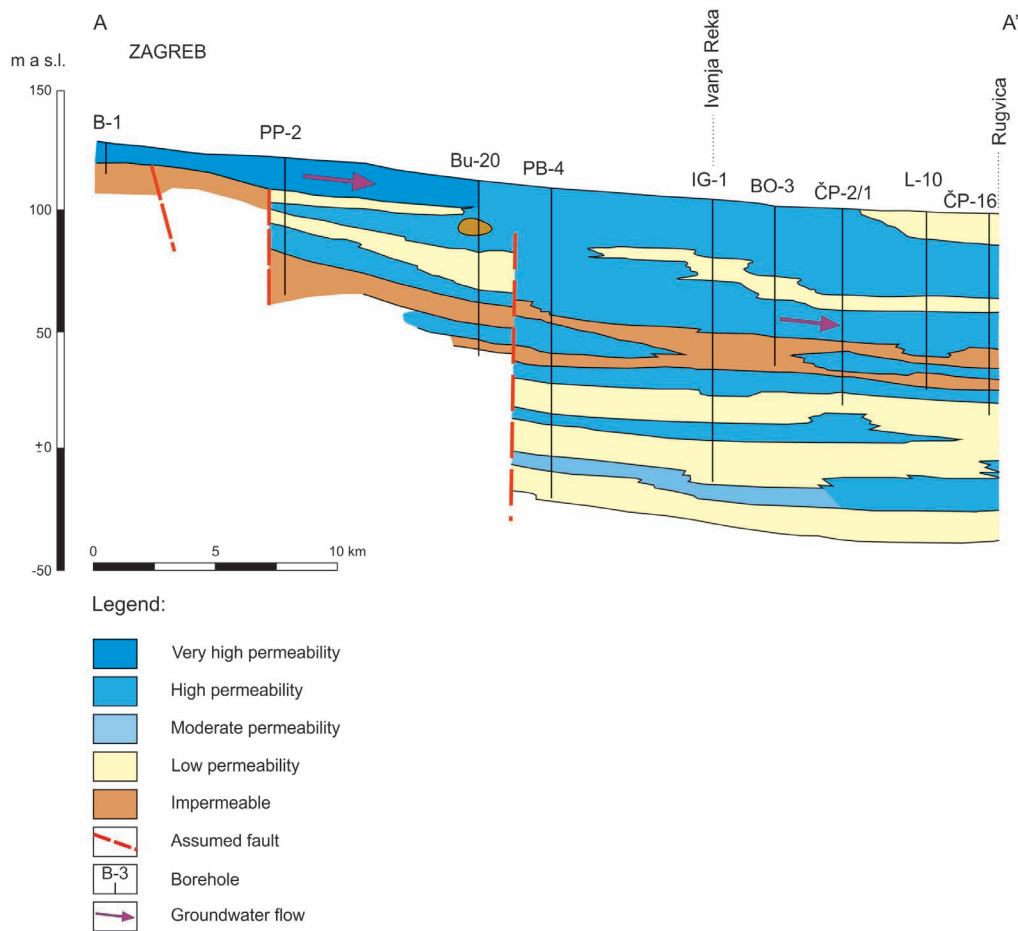 A
A'
ZAGREB
m a s.l.
Ivanja Reka
Rugvica
150
B-1
PP-2
Bu-20
PB-4
IG-1
BO-3
ČP-2/1
L-10
ČP-16
100
50
±0
-50
0
5
10 km
Legend:
Very high permeability
High permeability
Moderate permeability
Low permeability
Impermeable
Assumed fault
B-3
Borehole
Groundwater flow